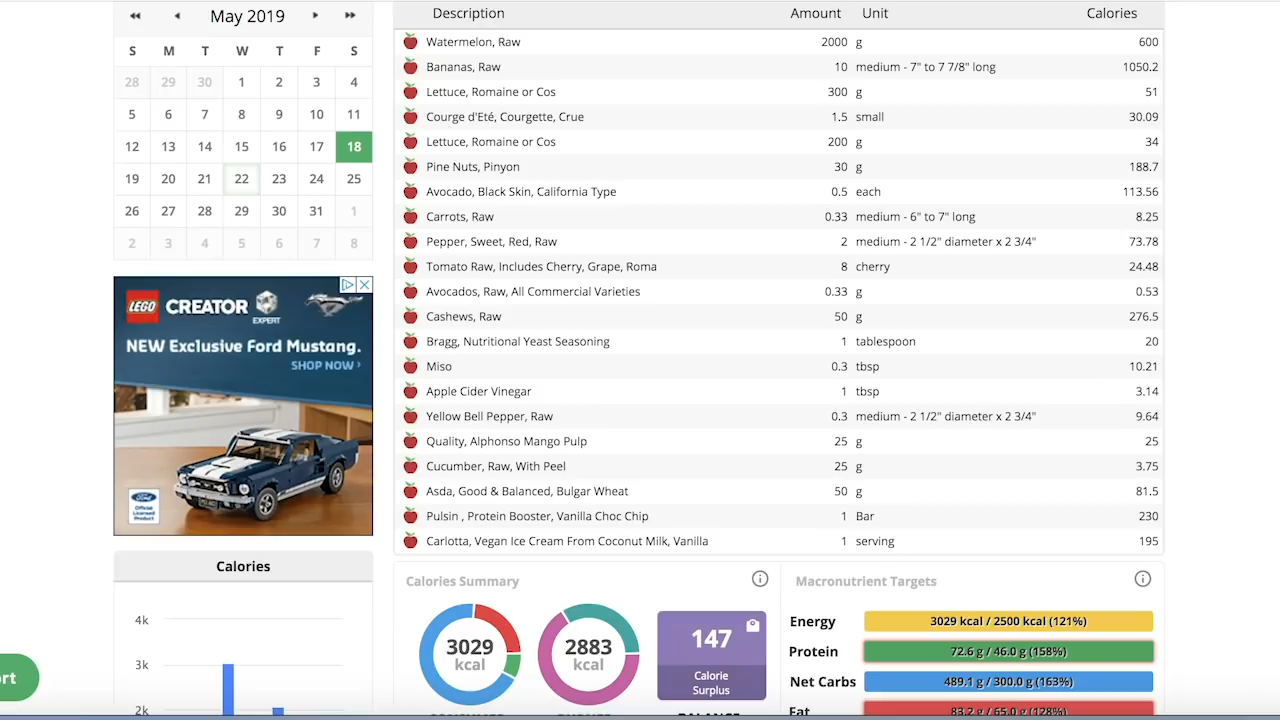 May 2019
S M T W T F S
28 29 30 1 2 3 4
5 6 7 8 9 10 11
12 13 14 15 16 17 18
19 20 21 22 23 24 25
26 27 28 29 30 31 1
2 3 4 5 6 7 8
LEGO CREATOR
EXPERT
NEW Exclusive Ford Mustang.
SHOP NOW ›
Ford
Official
Licensed
Product
Calories
4k
3k
2k
rt
Description Amount Unit Calories
Watermelon, Raw 2000 g 600
Bananas, Raw 10 medium - 7" to 7 7/8" long 1050.2
Lettuce, Romaine or Cos 300 g 51
Courge d'Eté, Courgette, Crue 1.5 small 30.09
Lettuce, Romaine or Cos 200 g 34
Pine Nuts, Pinyon 30 g 188.7
Avocado, Black Skin, California Type 0.5 each 113.56
Carrots, Raw 0.33 medium - 6" to 7" long 8.25
Pepper, Sweet, Red, Raw 2 medium - 2 1/2" diameter x 2 3/4" 73.78
Tomato Raw, Includes Cherry, Grape, Roma 8 cherry 24.48
Avocados, Raw, All Commercial Varieties 0.33 g 0.53
Cashews, Raw 50 g 276.5
Bragg, Nutritional Yeast Seasoning 1 tablespoon 20
Miso 0.3 tbsp 10.21
Apple Cider Vinegar 1 tbsp 3.14
Yellow Bell Pepper, Raw 0.3 medium - 2 1/2" diameter x 2 3/4" 9.64
Quality, Alphonso Mango Pulp 25 g 25
Cucumber, Raw, With Peel 25 g 3.75
Asda, Good & Balanced, Bulgar Wheat 50 g 81.5
Pulsin , Protein Booster, Vanilla Choc Chip 1 Bar 230
Carlotta, Vegan Ice Cream From Coconut Milk, Vanilla 1 serving 195
Calories Summary
3029
kcal
2883
kcal
147
Calorie
Surplus
Macronutrient Targets
Energy 3029 kcal / 2500 kcal (121%)
Protein 72.6 g / 46.0 g (158%)
Net Carbs 489.1 g / 300.0 g (163%)
Fat 83.2 g / 65.0 g (128%)